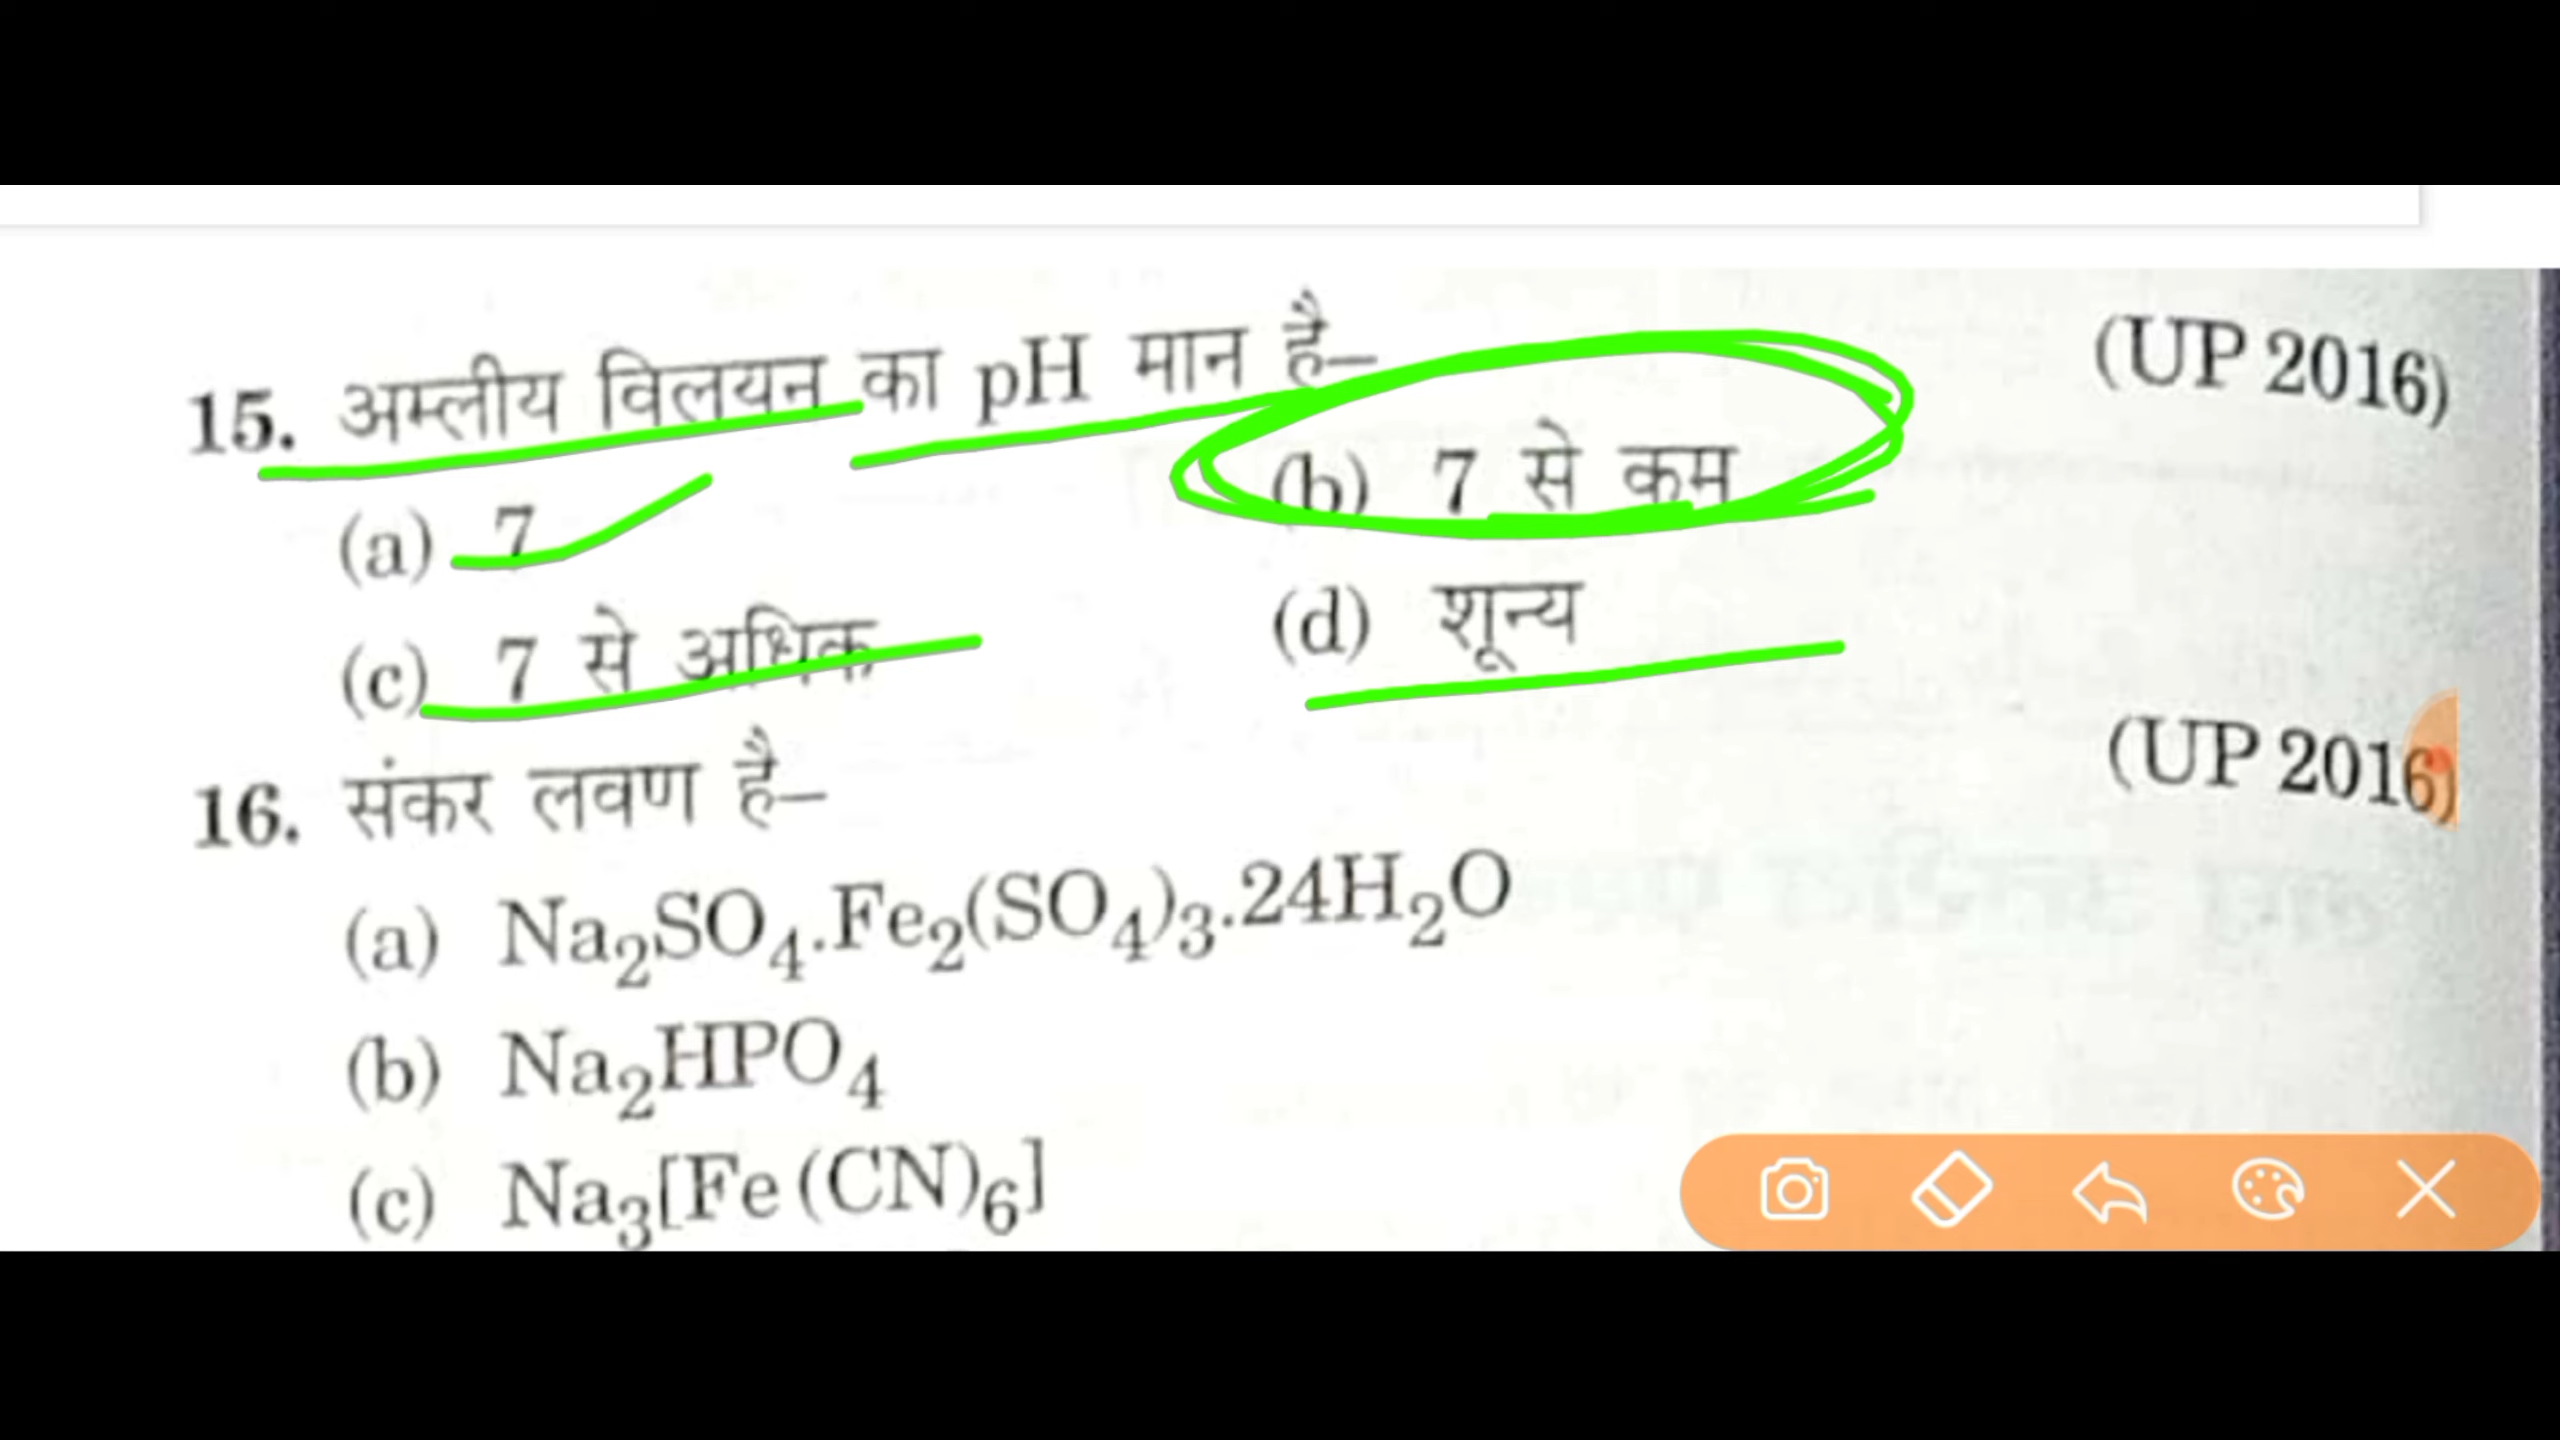 15. अम्लीय विलयन का pH मान है– (UP 2016)
(a) 7 (b) 7 से कम
(c) 7 से अधिक (d) शून्य
16. संकर लवण है– (UP 2016)
(a) Na₂SO₄.Fe₂(SO₄)₃.24H₂O
(b) Na₂HPO₄
(c) Na₃[Fe(CN)₆]